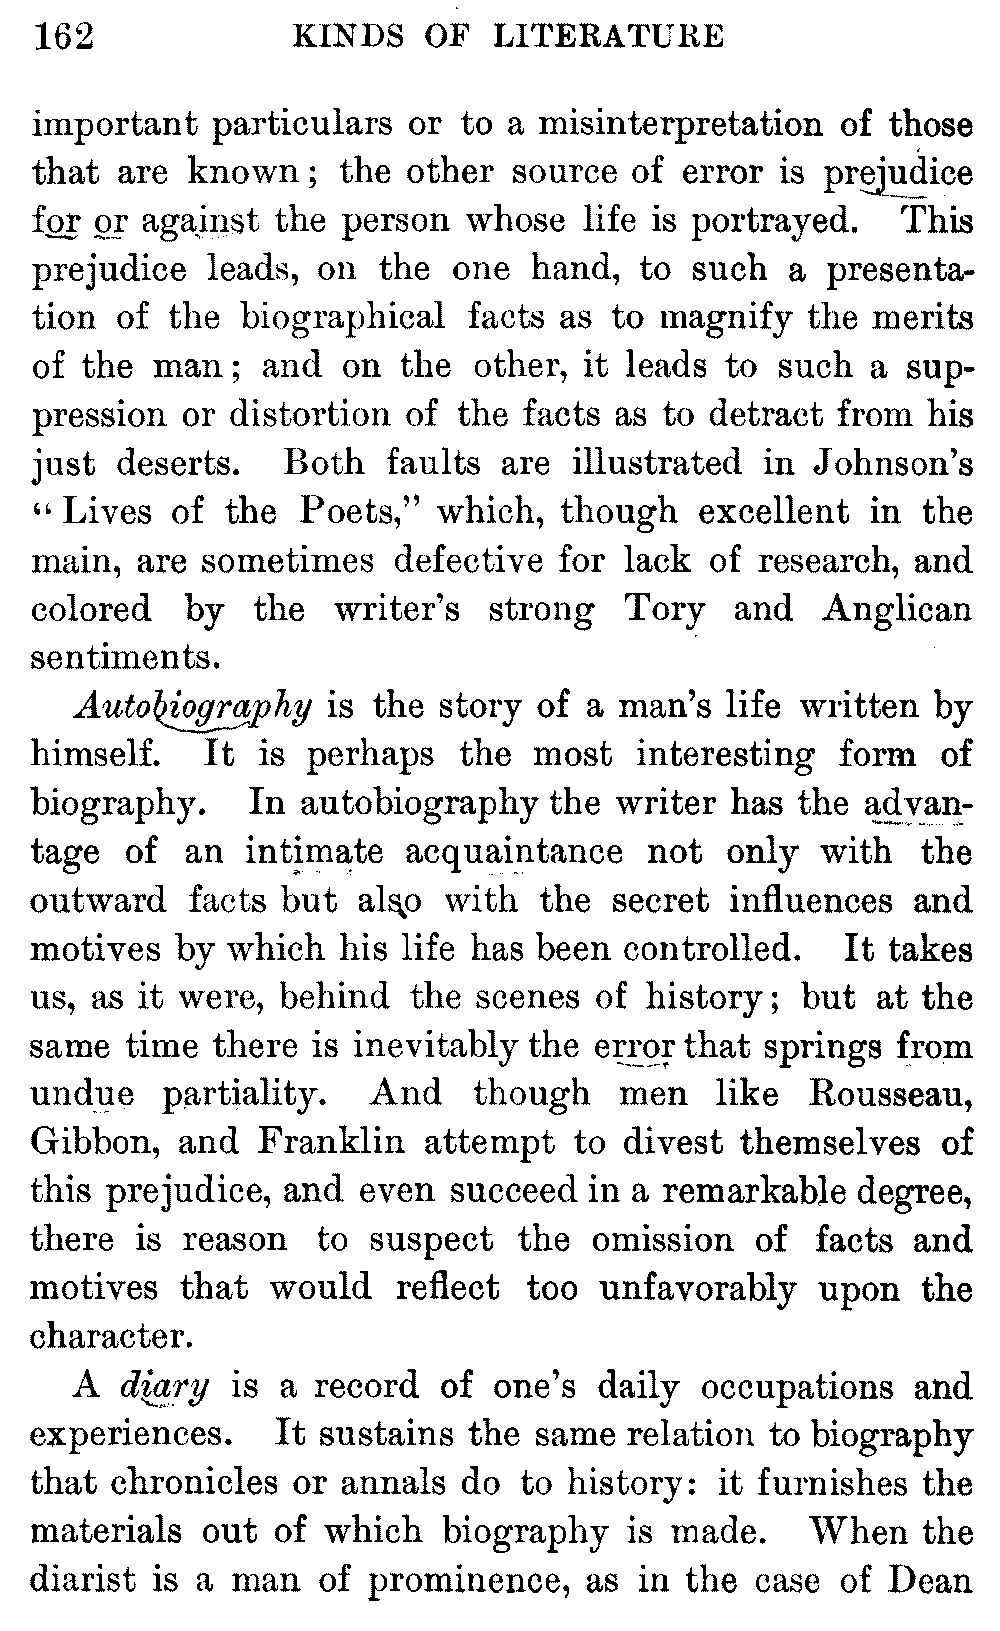 162 KINDS OF LITERATURE
important particulars or to a misinterpretation of those
that are known; the other source of error is prejudice
for or against the person whose life is portrayed. This
prejudice leads, on the one hand, to such a presenta-
tion of the biographical facts as to magnify the merits
of the man; and on the other, it leads to such a sup-
pression or distortion of the facts as to detract from his
just deserts. Both faults are illustrated in Johnson's
"Lives of the Poets," which, though excellent in the
main, are sometimes defective for lack of research, and
colored by the writer's strong Tory and Anglican
sentiments.
Autobiography is the story of a man's life written by
himself. It is perhaps the most interesting form of
biography. In autobiography the writer has the advan-
tage of an intimate acquaintance not only with the
outward facts but also with the secret influences and
motives by which his life has been controlled. It takes
us, as it were, behind the scenes of history; but at the
same time there is inevitably the error that springs from
undue partiality. And though men like Rousseau,
Gibbon, and Franklin attempt to divest themselves of
this prejudice, and even succeed in a remarkable degree,
there is reason to suspect the omission of facts and
motives that would reflect too unfavorably upon the
character.
A diary is a record of one's daily occupations and
experiences. It sustains the same relation to biography
that chronicles or annals do to history: it furnishes the
materials out of which biography is made. When the
diarist is a man of prominence, as in the case of Dean